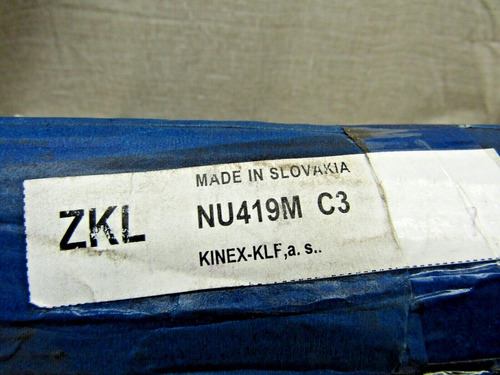 MADE IN SLOVAKIA
ZKL NU419M C3
KINEX-KLF,a. s..